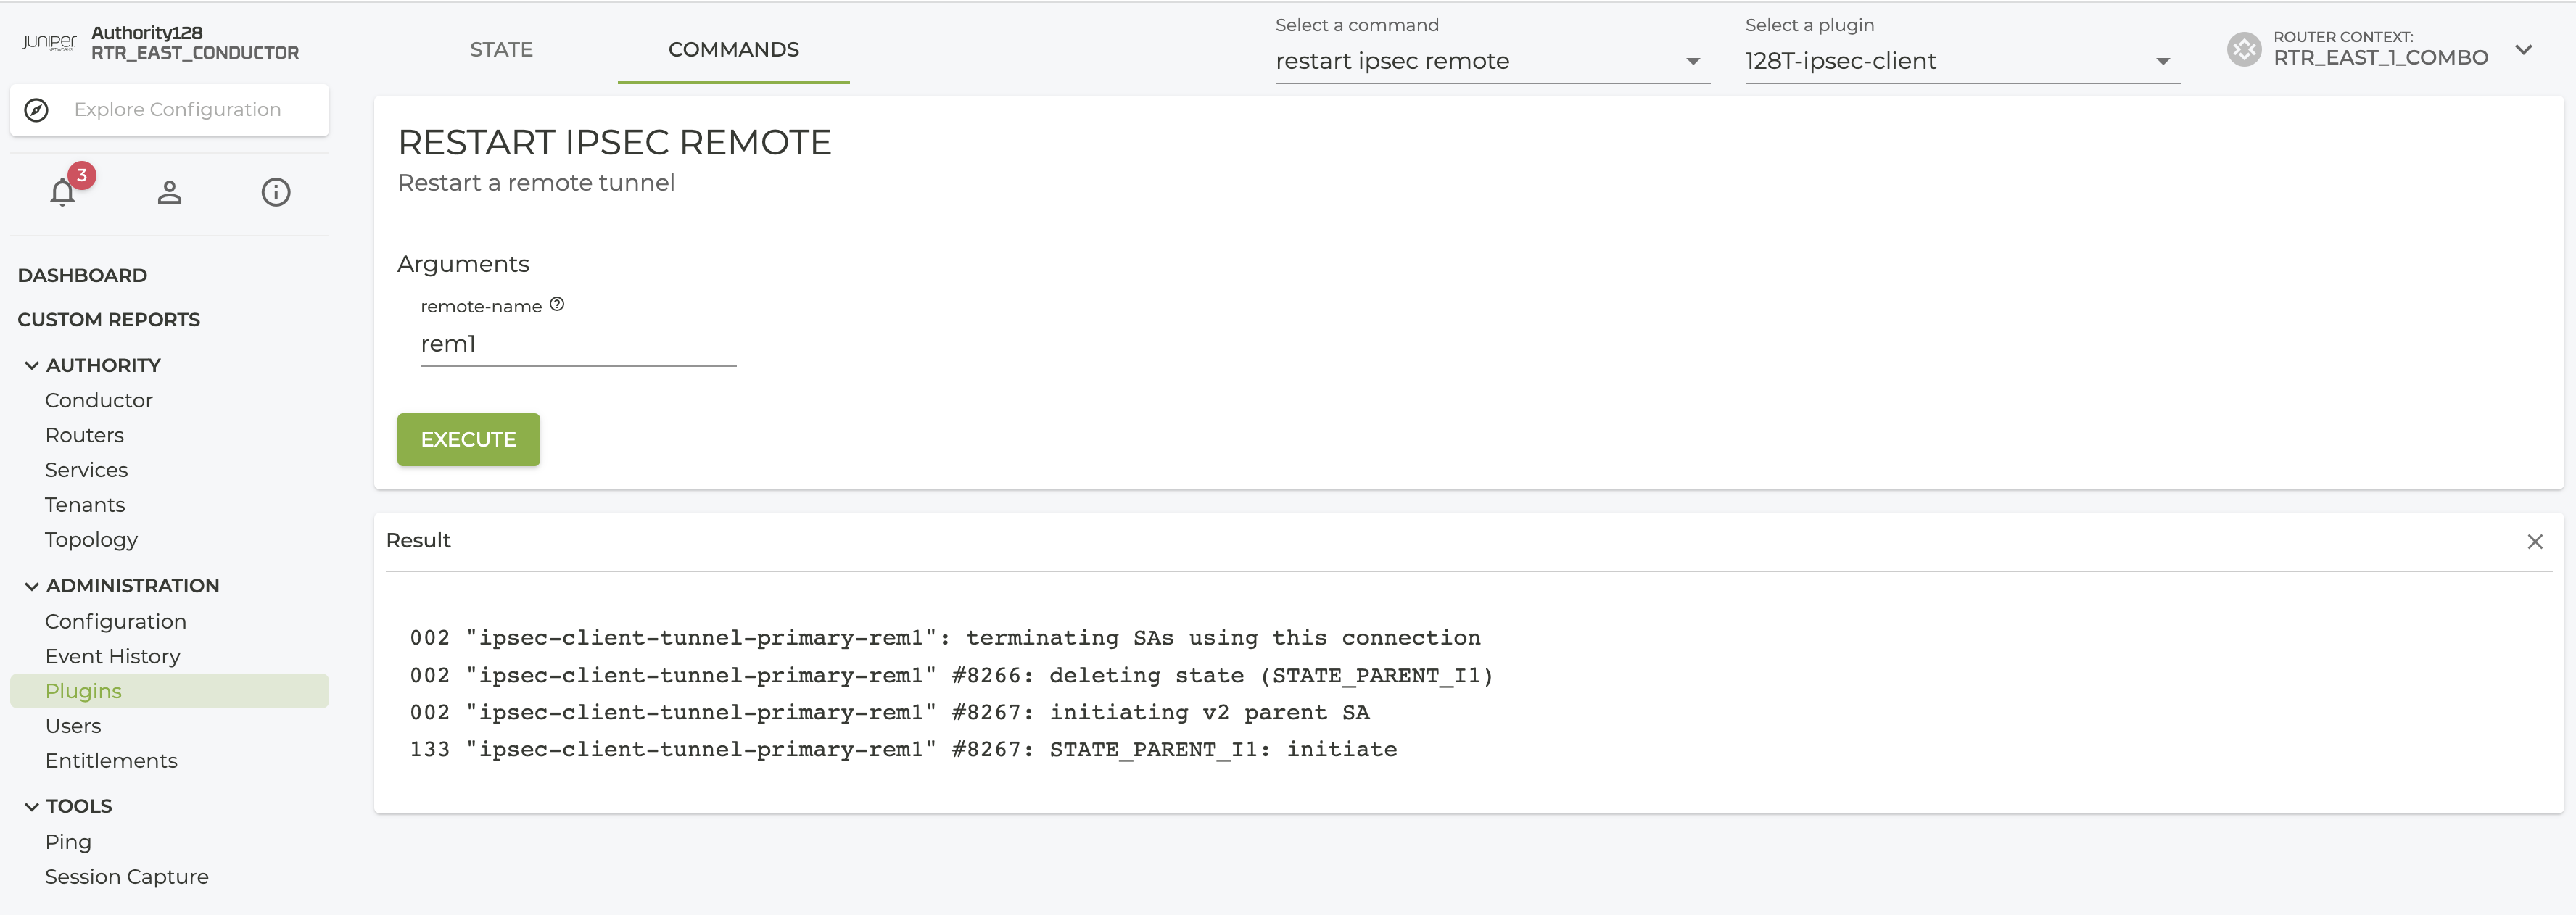 JUNIPEr
NETWORKS
Authority128
RTR_EAST_CONDUCTOR
STATE
COMMANDS
Select a command
restart ipsec remote
Select a plugin
128T-ipsec-client
ROUTER CONTEXT:
RTR_EAST_1_COMBO
Explore Configuration
3
DASHBOARD
CUSTOM REPORTS
AUTHORITY
Conductor
Routers
Services
Tenants
Topology
ADMINISTRATION
Configuration
Event History
Plugins
Users
Entitlements
TOOLS
Ping
Session Capture
RESTART IPSEC REMOTE
Restart a remote tunnel
Arguments
remote-name
rem1
EXECUTE
Result
002 "ipsec-client-tunnel-primary-rem1": terminating SAs using this connection
002 "ipsec-client-tunnel-primary-rem1" #8266: deleting state (STATE_PARENT_I1)
002 "ipsec-client-tunnel-primary-rem1" #8267: initiating v2 parent SA
133 "ipsec-client-tunnel-primary-rem1" #8267: STATE_PARENT_I1: initiate